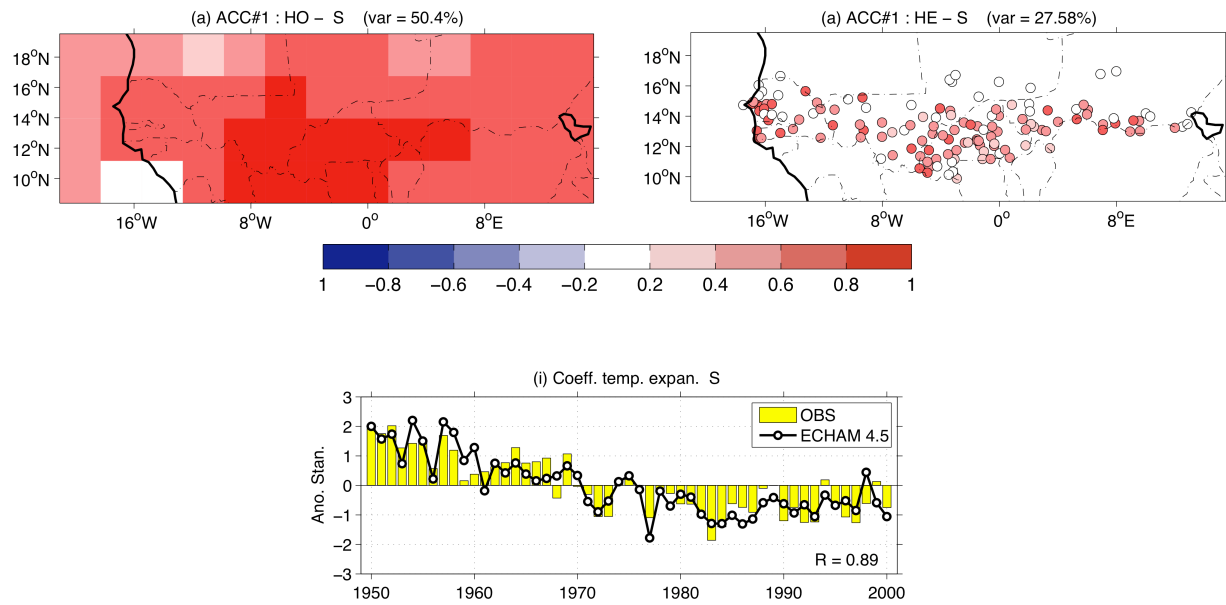 (a) ACC#1 : HO – S (var = 50.4%)
18°N
16°N
14°N
12°N
10°N
16°W 8°W 0° 8°E
(a) ACC#1 : HE – S (var = 27.58%)
18°N
16°N
14°N
12°N
10°N
16°W 8°W 0° 8°E
1 −0.8 −0.6 −0.4 −0.2 0.2 0.4 0.6 0.8 1
(i) Coeff. temp. expan. S
Ano. Stan.
3
2
1
0
−1
−2
−3
OBS
ECHAM 4.5
R = 0.89
1950 1960 1970 1980 1990 2000